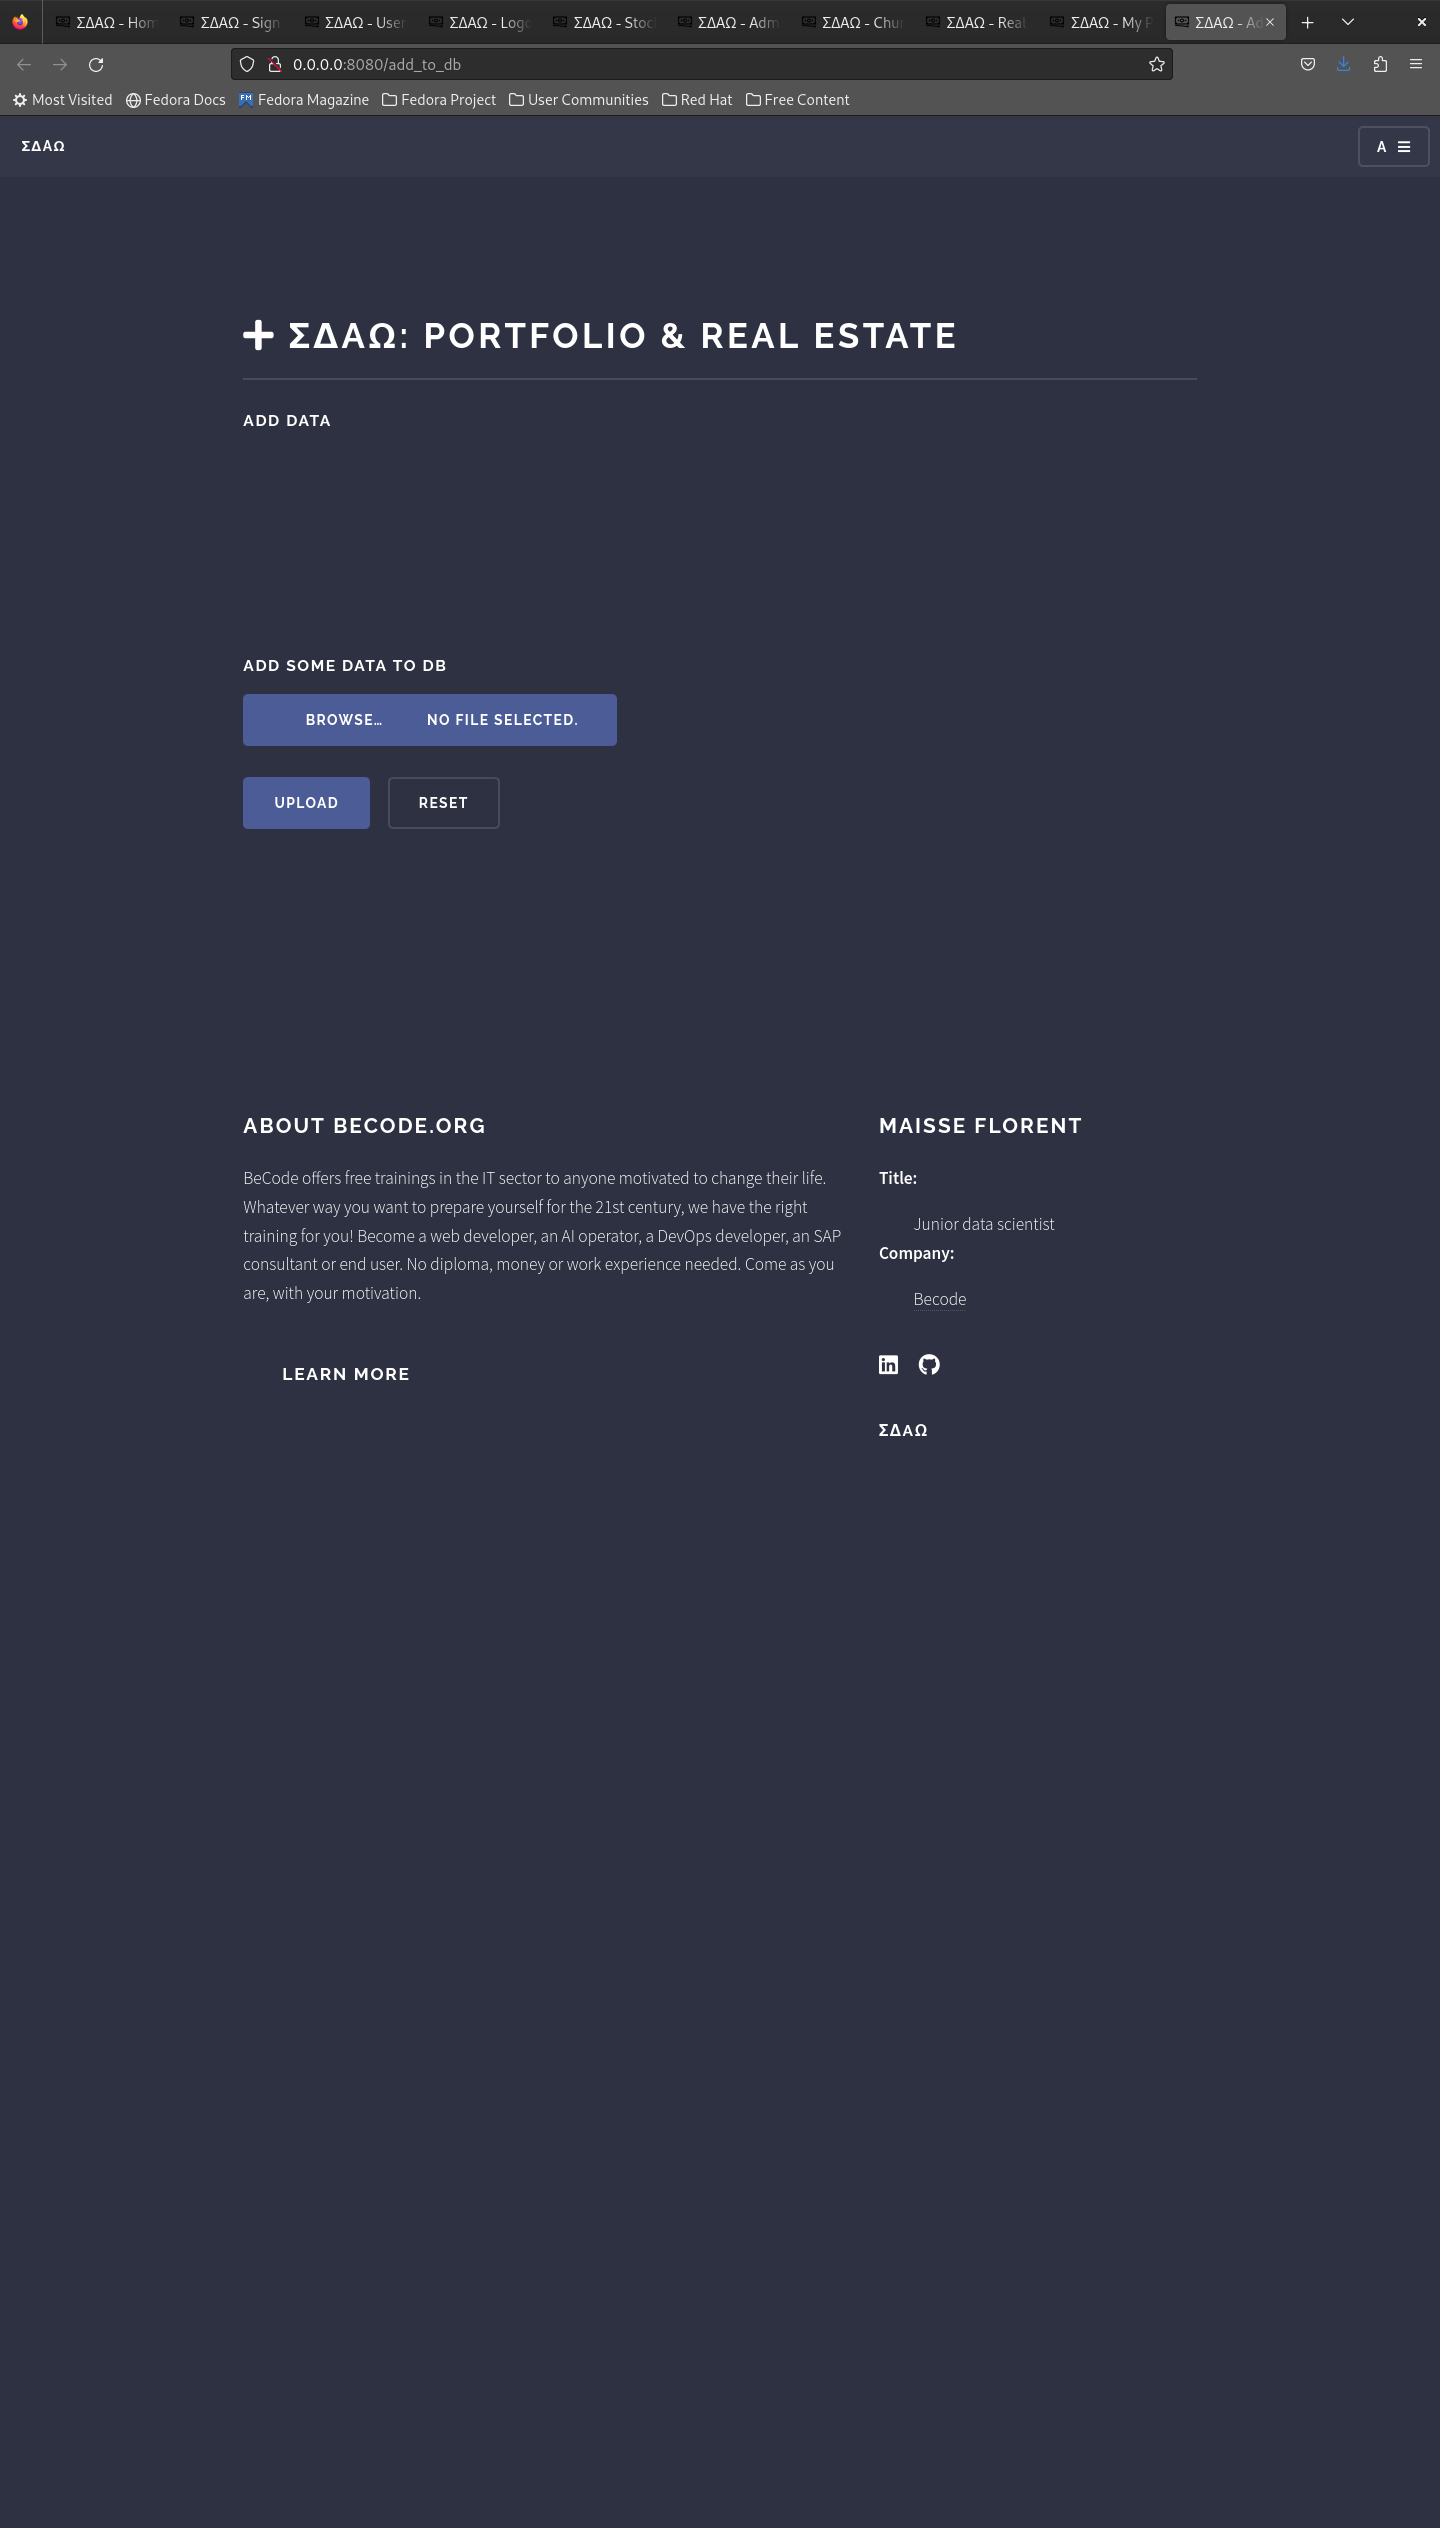 ΣΔΑΩ - Hom
ΣΔΑΩ - Sign
ΣΔΑΩ - User
ΣΔΑΩ - Logo
ΣΔΑΩ - Stoc
ΣΔΑΩ - Adm
ΣΔΑΩ - Chur
ΣΔΑΩ - Real
ΣΔΑΩ - My P
ΣΔΑΩ - Ad
0.0.0.0:8080/add_to_db
Most Visited
Fedora Docs
Fedora Magazine
Fedora Project
User Communities
Red Hat
Free Content
ΣΔΑΩ
A
ΣΔΑΩ: PORTFOLIO & REAL ESTATE
ADD DATA
ADD SOME DATA TO DB
BROWSE… NO FILE SELECTED.
UPLOAD
RESET
ABOUT BECODE.ORG
BeCode offers free trainings in the IT sector to anyone motivated to change their life.
Whatever way you want to prepare yourself for the 21st century, we have the right
training for you! Become a web developer, an AI operator, a DevOps developer, an SAP
consultant or end user. No diploma, money or work experience needed. Come as you
are, with your motivation.
LEARN MORE
MAISSE FLORENT
Title:
Junior data scientist
Company:
Becode
ΣΔΑΩ